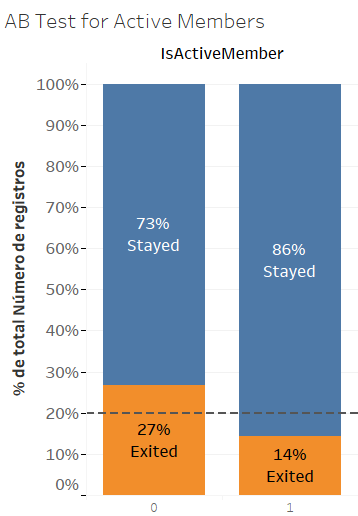 AB Test for Active Members
IsActiveMember
% de total Número de registros
100%
90%
80%
70%
60%
50%
40%
30%
20%
10%
0%
73%
Stayed
86%
Stayed
27%
Exited
14%
Exited
0
1